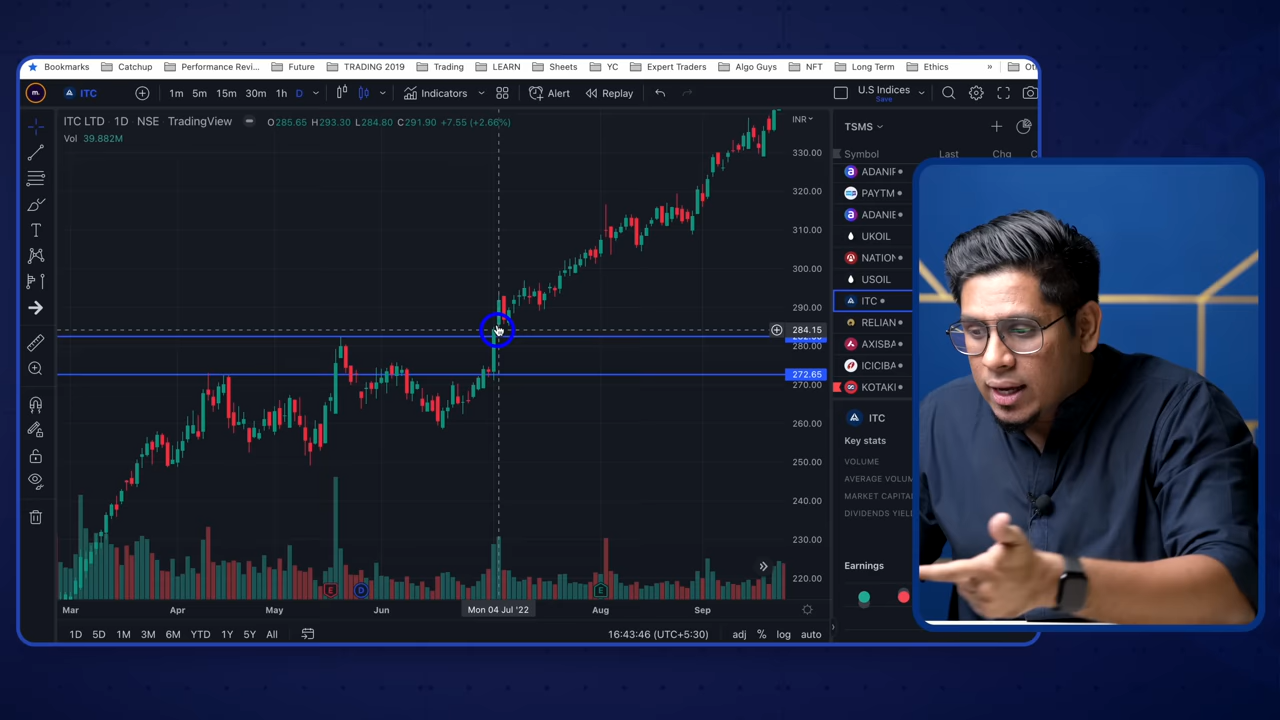 Bookmarks Catchup Performance Revi... Future TRADING 2019 Trading LEARN Sheets YC Expert Traders Algo Guys NFT Long Term Ethics » Ot
m. ITC 1m 5m 15m 30m 1h D Indicators Alert Replay U.S Indices
Save
ITC LTD 1D NSE TradingView O285.65 H293.30 L284.80 C291.90 +7.55 (+2.66%) INR TSMS
Vol 39.882M
Symbol Last Chg C
330.00
ADANIF
320.00
PAYTM
310.00
ADANIE
UKOIL
300.00
NATION
USOIL
290.00
ITC
284.15
RELIAN
280.00
AXISBA
272.65
ICICIBA
270.00
KOTAKI
260.00
ITC
250.00
Key stats
VOLUME
240.00
AVERAGE VOLUM
MARKET CAPITA
DIVIDENDS YIEL
230.00
Earnings
220.00
E D E
Mar Apr May Jun Mon 04 Jul '22 Aug Sep
1D 5D 1M 3M 6M YTD 1Y 5Y All 16:43:46 (UTC+5:30) adj % log auto